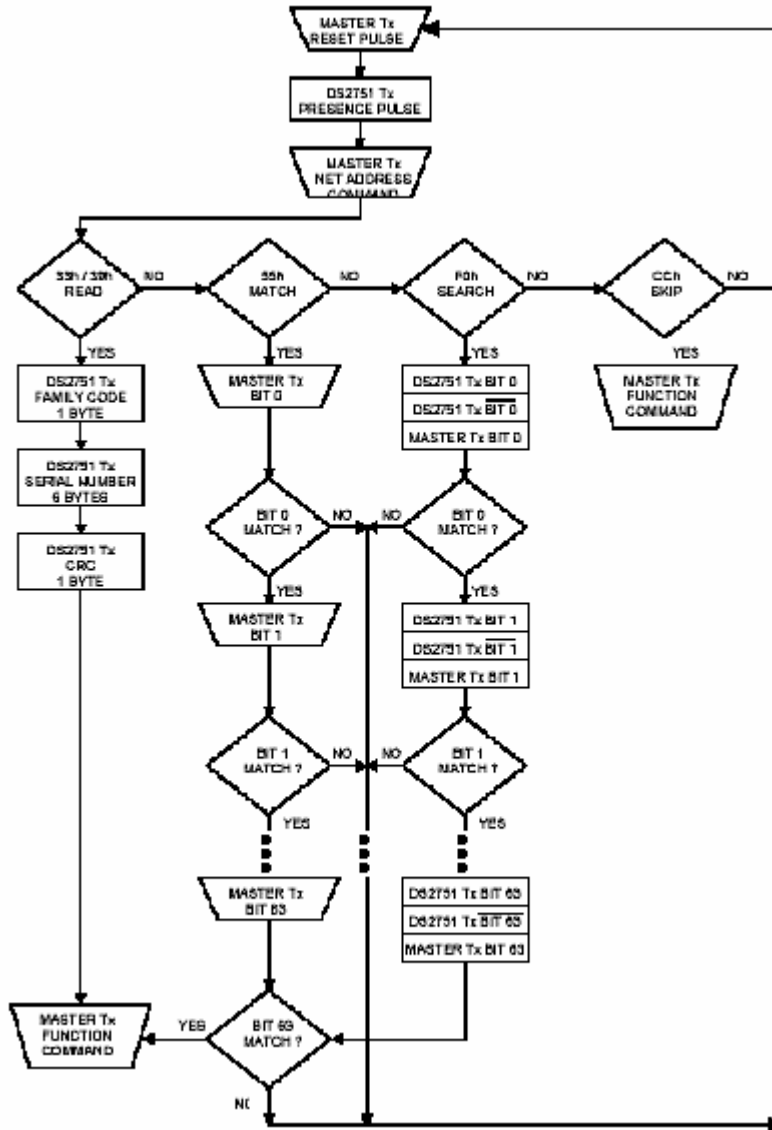 MASTER Tx
RESET PULSE
DS2751 Tx
PRESENCE PULSE
MASTER Tx
NET ADDRESS
COMMAND
33h / 39h
READ
NO
55h
MATCH
NO
F0h
SEARCH
NO
CCh
SKIP
NO
YES
YES
YES
YES
DS2751 Tx
FAMILY CODE
1 BYTE
MASTER Tx
BIT 0
DS2751 Tx BIT 0
DS2751 Tx BIT 0
MASTER Tx BIT 0
MASTER Tx
FUNCTION
COMMAND
DS2751 Tx
SERIAL NUMBER
6 BYTES
DS2751 Tx
CRC
1 BYTE
BIT 0
MATCH ?
NO
NO
BIT 0
MATCH ?
YES
YES
MASTER Tx
BIT 1
DS2751 Tx BIT 1
DS2751 Tx BIT 1
MASTER Tx BIT 1
BIT 1
MATCH ?
NO
NO
BIT 1
MATCH ?
YES
YES
MASTER Tx
BIT 63
DS2751 Tx BIT 63
DS2751 Tx BIT 63
MASTER Tx BIT 63
MASTER Tx
FUNCTION
COMMAND
YES
BIT 63
MATCH ?
NO